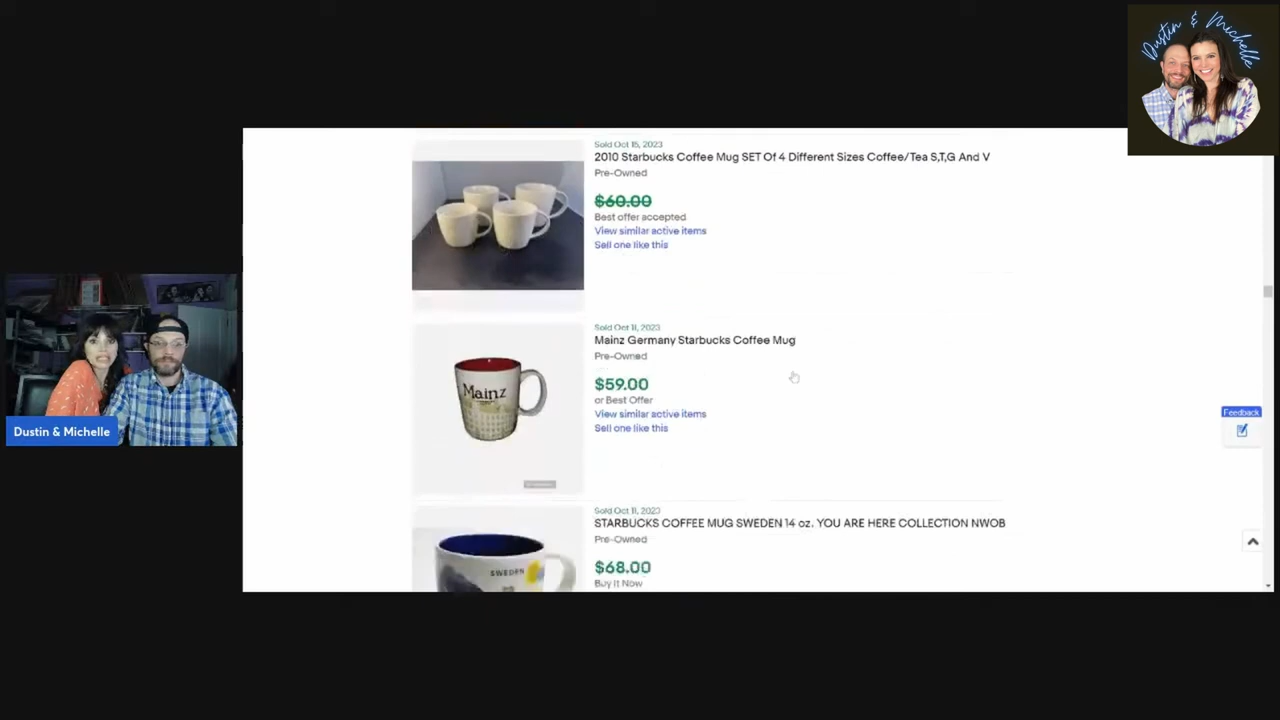 Dustin & Michelle
Sold Oct 15, 2023
2010 Starbucks Coffee Mug SET Of 4 Different Sizes Coffee/Tea S,T,G And V
Pre-Owned
$60.00
Best offer accepted
View similar active items
Sell one like this
Sold Oct 11, 2023
Mainz Germany Starbucks Coffee Mug
Pre-Owned
Mainz
$59.00
or Best Offer
View similar active items
Sell one like this
Feedback
Dustin & Michelle
Sold Oct 11, 2023
STARBUCKS COFFEE MUG SWEDEN 14 oz. YOU ARE HERE COLLECTION NWOB
Pre-Owned
SWEDEN
$68.00
Buy It Now